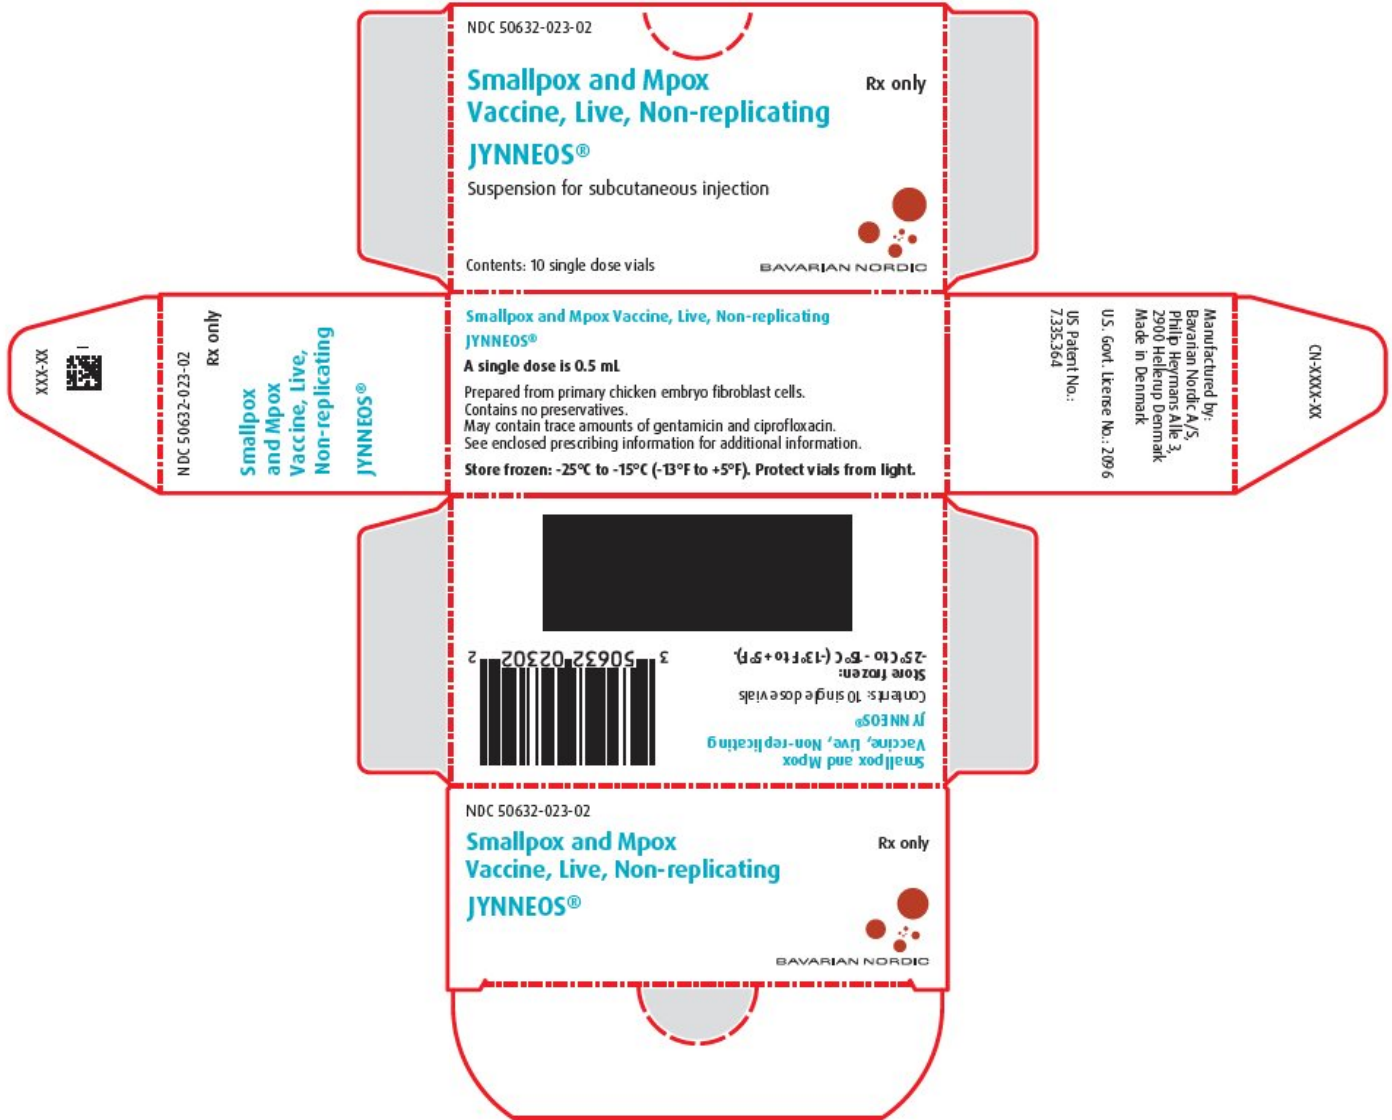 NDC 50632-023-02
Smallpox and Mpox
Vaccine, Live, Non-replicating
Rx only
JYNNEOS®
Suspension for subcutaneous injection
Contents: 10 single dose vials
BAVARIAN NORDIC
XXX-XX
NDC 50632-023-02
Rx only
Smallpox
and Mpox
Vaccine, Live,
Non-replicating
JYNNEOS®
Smallpox and Mpox Vaccine, Live, Non-replicating
JYNNEOS®
A single dose is 0.5 mL
Prepared from primary chicken embryo fibroblast cells.
Contains no preservatives.
May contain trace amounts of gentamicin and ciprofloxacin.
See enclosed prescribing information for additional information.
Store frozen: -25°C to -15°C (-13°F to +5°F). Protect vials from light.
Manufactured by:
Bavarian Nordic A/S,
Philip Heymans Alle 3,
2900 Hellerup Denmark
Made in Denmark
U.S. Govt. License No.: 2096
US Patent No.:
7.335.364
CN-XXXX-XX
Smallpox and Mpox
Vaccine, Live, Non-replicating
JYNNEOS®
Contents: 10 single dose vials
Store frozen:
-25°C to -15°C (-13°F to +5°F).
3 50632 02302 2
NDC 50632-023-02
Smallpox and Mpox
Vaccine, Live, Non-replicating
Rx only
JYNNEOS®
BAVARIAN NORDIC